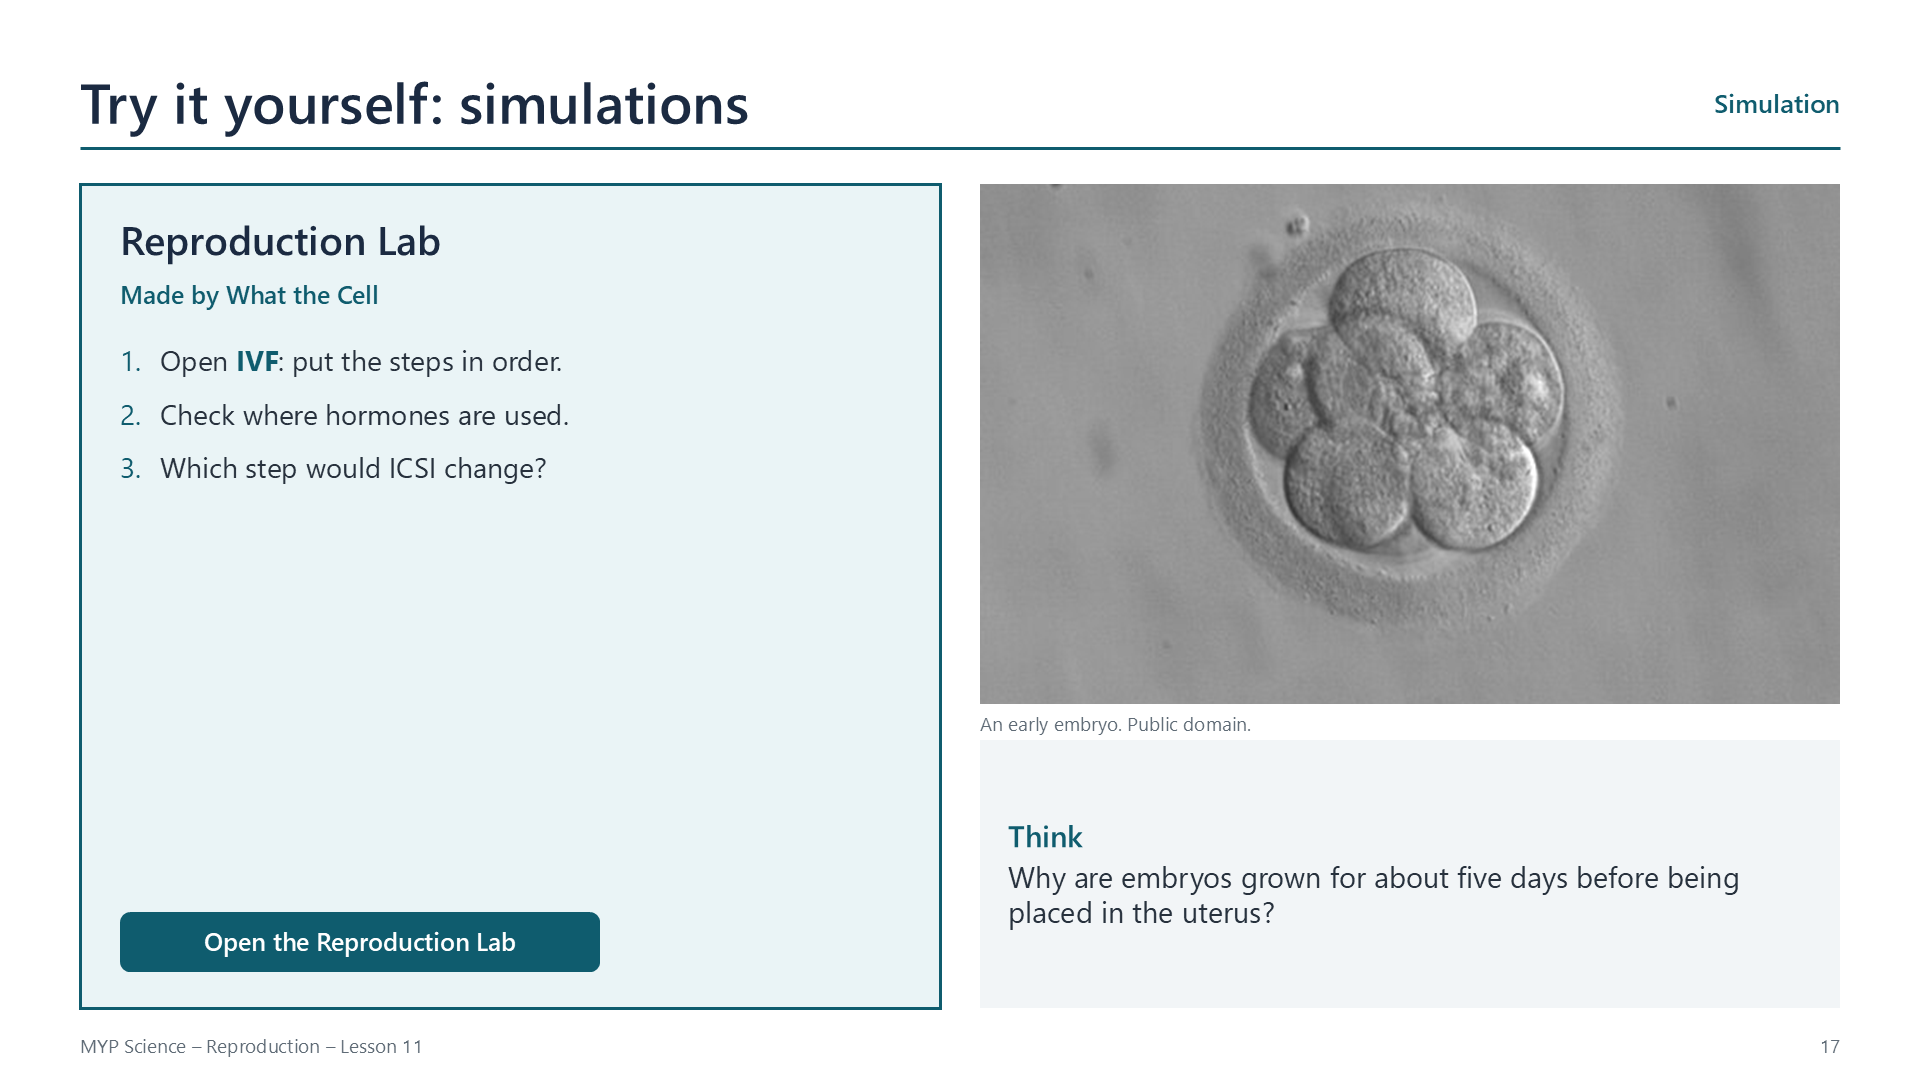 Try it yourself: simulations
Simulation
Reproduction Lab
Made by What the Cell
1. Open IVF: put the steps in order.
2. Check where hormones are used.
3. Which step would ICSI change?
Open the Reproduction Lab
An early embryo. Public domain.
Think
Why are embryos grown for about five days before being
placed in the uterus?
MYP Science – Reproduction – Lesson 11
17